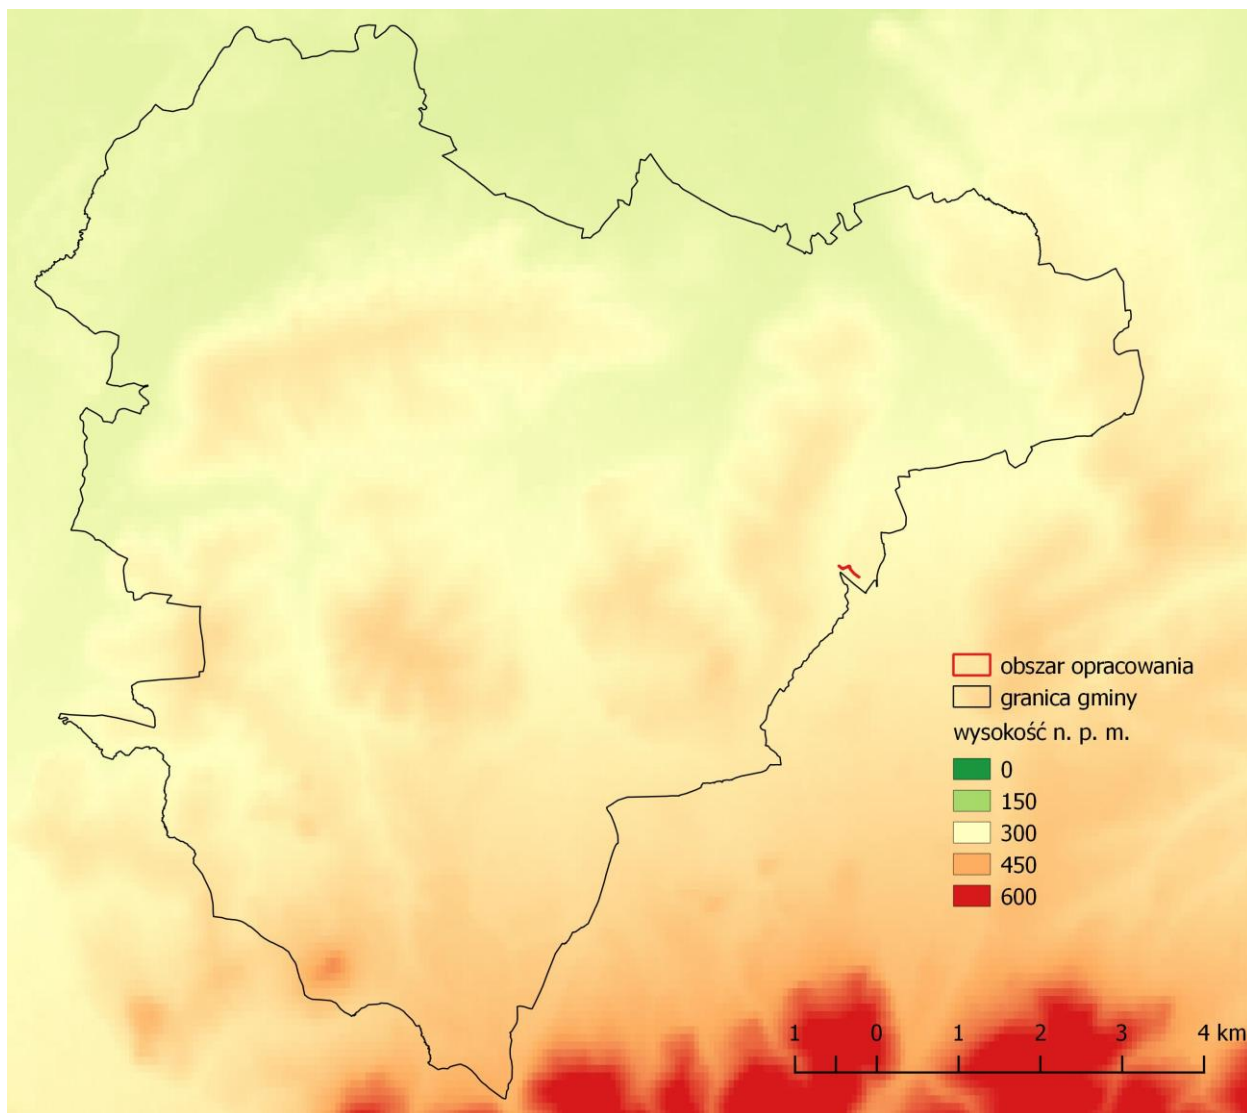 obszar opracowania
granica gminy
wysokość n. p. m.
0
150
300
450
600
1 0 1 2 3 4 km